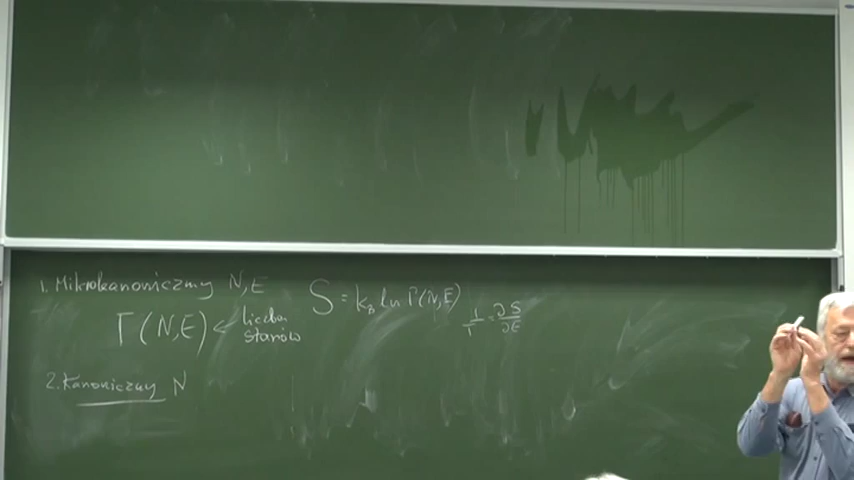 1. Mikrokanoniczny N, E
S = k_B ln Γ(N,E)
1/T = ∂S/∂E
Γ(N,E) ← liczba
stanów
2. Kanoniczny N